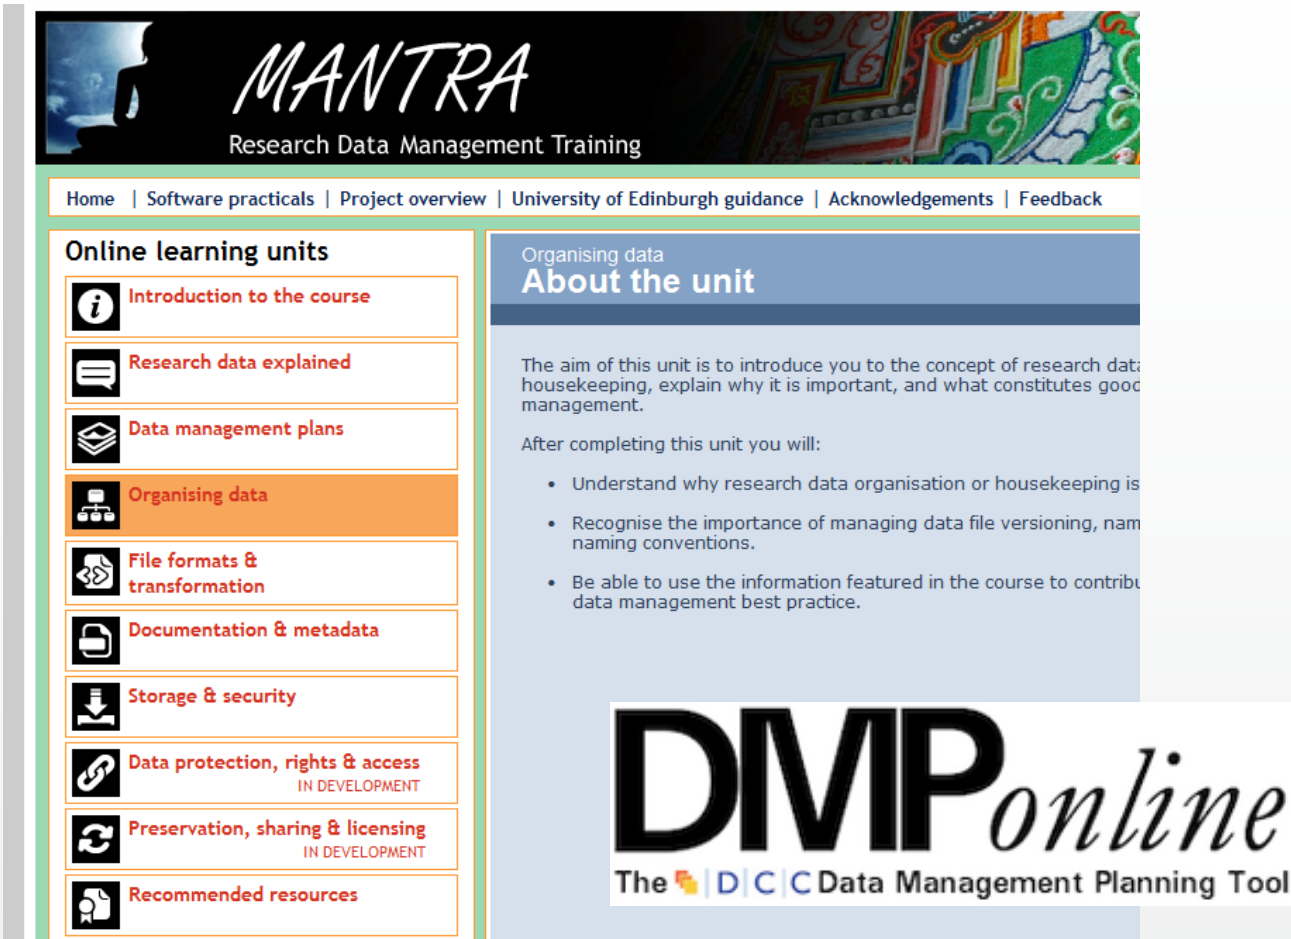 MANTRA
Research Data Management Training
Home | Software practicals | Project overview | University of Edinburgh guidance | Acknowledgements | Feedback
Online learning units
Introduction to the course
Research data explained
Data management plans
Organising data
File formats &
transformation
Documentation & metadata
Storage & security
Data protection, rights & access
IN DEVELOPMENT
Preservation, sharing & licensing
IN DEVELOPMENT
Recommended resources
Organising data
About the unit
The aim of this unit is to introduce you to the concept of research data
housekeeping, explain why it is important, and what constitutes good
management.
After completing this unit you will:
• Understand why research data organisation or housekeeping is
• Recognise the importance of managing data file versioning,
naming conventions.
• Be able to use the information featured in the course to
data management best practice.
DMPonline
The D|C|C Data Management Planning Tool